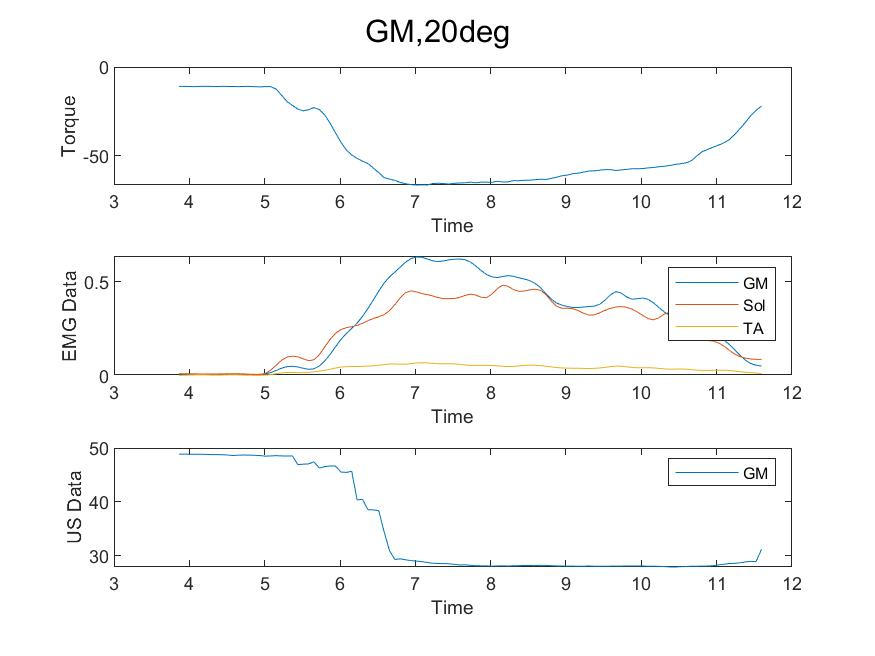 GM,20deg
0
-50
Torque
3 4 5 6 7 8 9 10 11 12
Time
0.5
0
EMG Data
GM
Sol
TA
3 4 5 6 7 8 9 10 11 12
Time
50
40
30
US Data
GM
3 4 5 6 7 8 9 10 11 12
Time